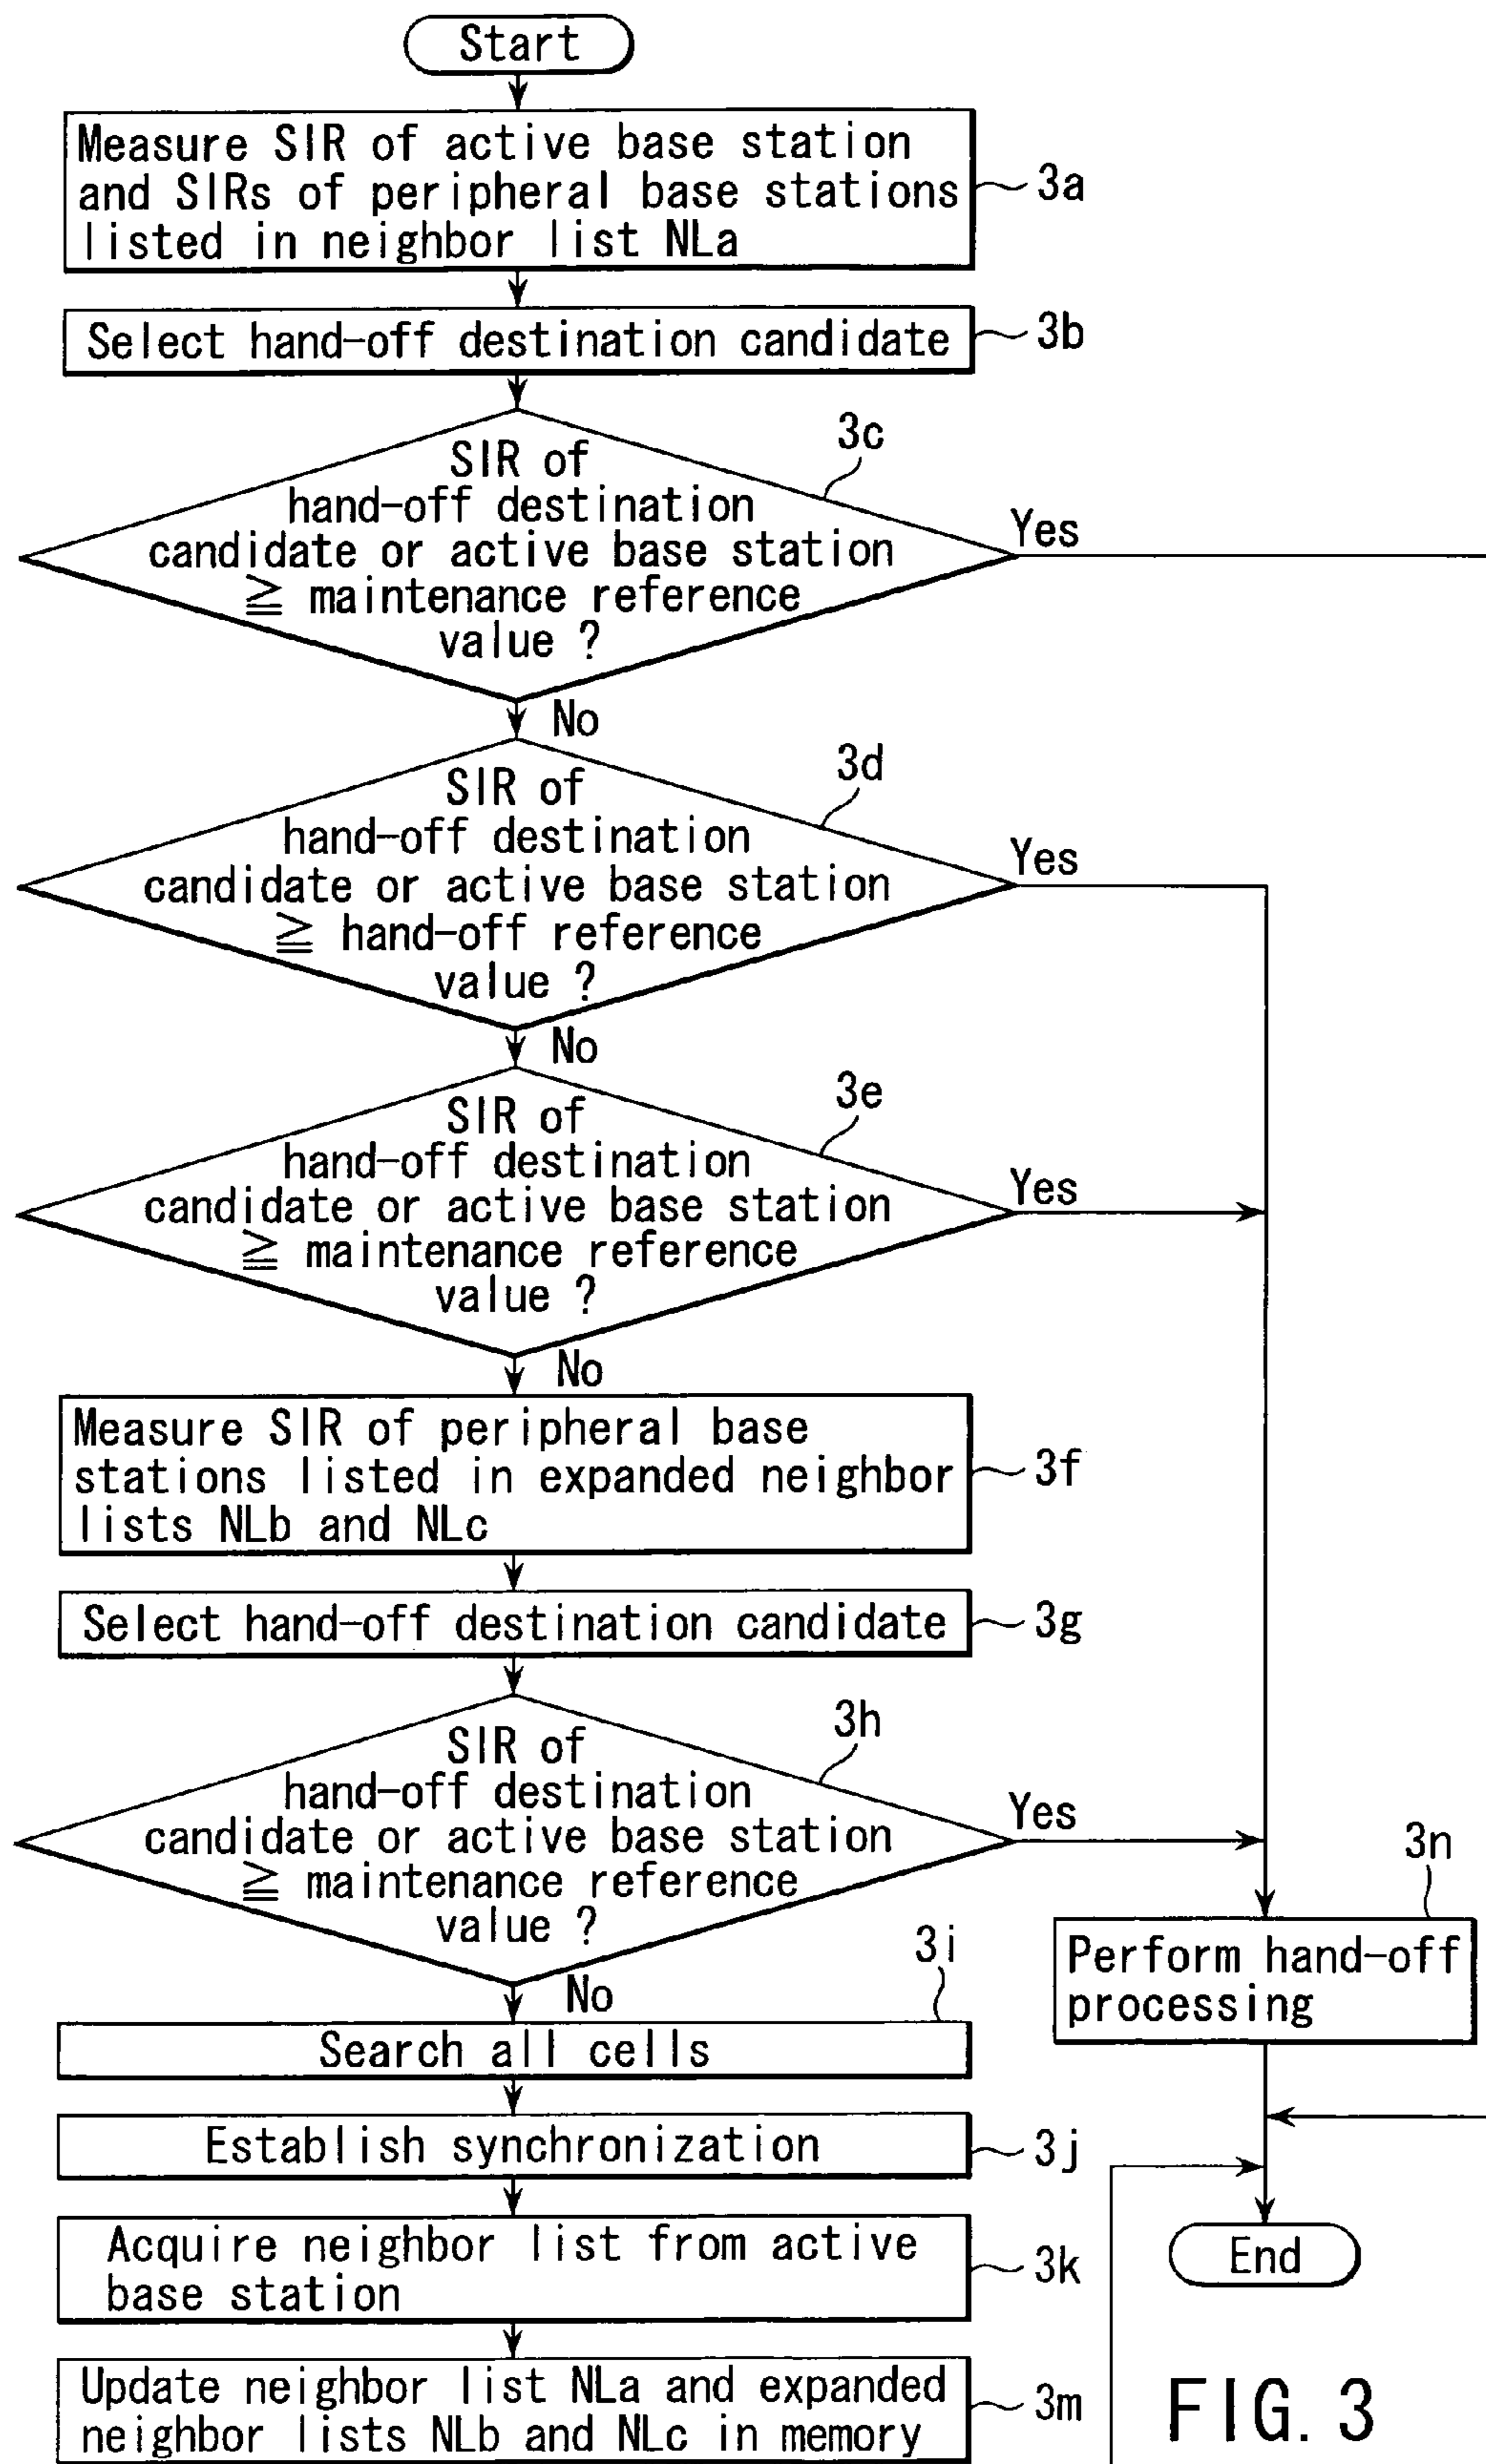 Start
Measure SIR of active base station
and SIRs of peripheral base stations
listed in neighbor list NLa
3a
Select hand-off destination candidate
3b
3c
SIR of
hand-off destination
candidate or active base station
≧ maintenance reference
value ?
Yes
No
3d
SIR of
hand-off destination
candidate or active base station
≧ hand-off reference
value ?
Yes
No
3e
SIR of
hand-off destination
candidate or active base station
≧ maintenance reference
value ?
Yes
No
Measure SIR of peripheral base
stations listed in expanded neighbor
lists NLb and NLc
3f
Select hand-off destination candidate
3g
3h
SIR of
hand-off destination
candidate or active base station
≧ maintenance reference
value ?
Yes
No
3n
Perform hand-off
processing
3i
Search all cells
Establish synchronization
3j
Acquire neighbor list from active
base station
3k
End
Update neighbor list NLa and expanded
neighbor lists NLb and NLc in memory
3m
FIG. 3